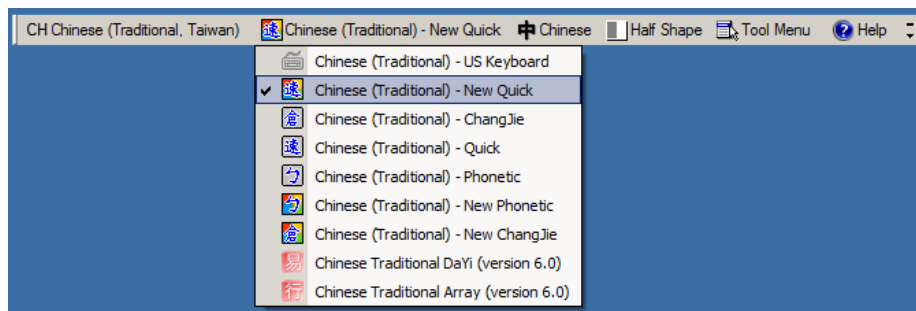 CH Chinese (Traditional, Taiwan) 速 Chinese (Traditional) - New Quick 中 Chinese Half Shape Tool Menu ? Help
Chinese (Traditional) - US Keyboard
速 Chinese (Traditional) - New Quick
倉 Chinese (Traditional) - ChangJie
速 Chinese (Traditional) - Quick
ㄅ Chinese (Traditional) - Phonetic
ㄅ Chinese (Traditional) - New Phonetic
倉 Chinese (Traditional) - New ChangJie
易 Chinese Traditional DaYi (version 6.0)
行 Chinese Traditional Array (version 6.0)